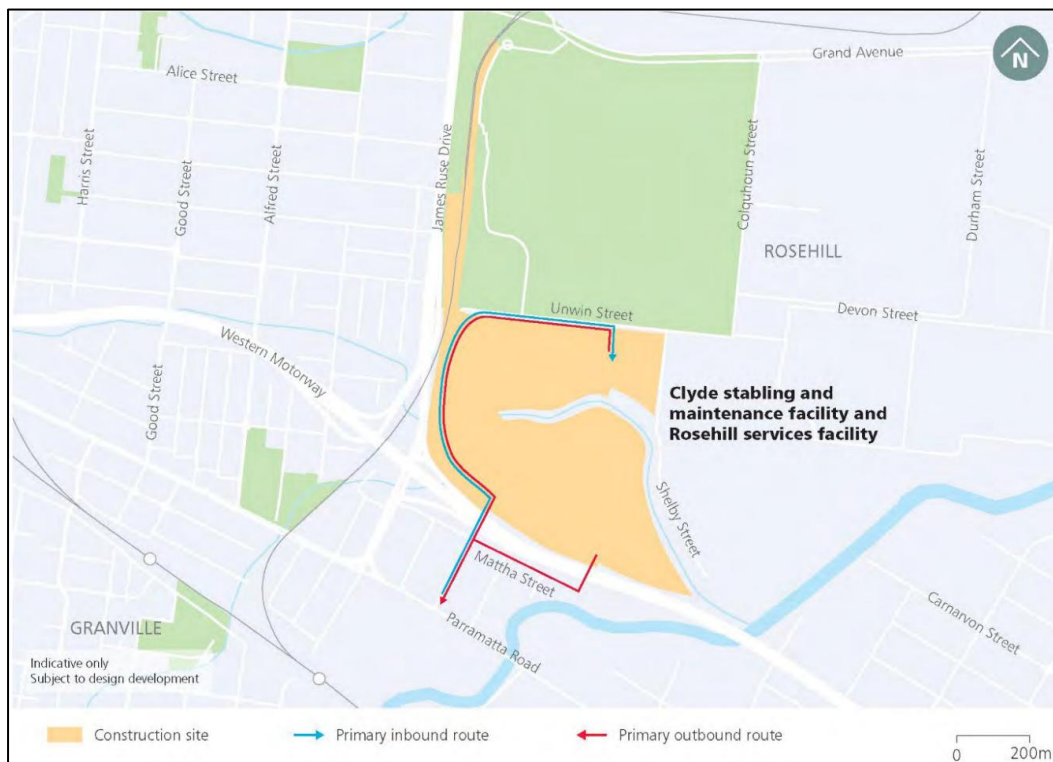 Grand Avenue
N
Alice Street
Harris Street
Good Street
Alfred Street
James Ruse Drive
Colquhoun Street
Durham Street
ROSEHILL
Unwin Street
Devon Street
Western Motorway
Good Street
Clyde stabling and
maintenance facility and
Rosehill services facility
Shelby Street
Mattha Street
Carnarvon Street
GRANVILLE
Parramatta Road
Indicative only
Subject to design development
Construction site
Primary inbound route
Primary outbound route
0 200m